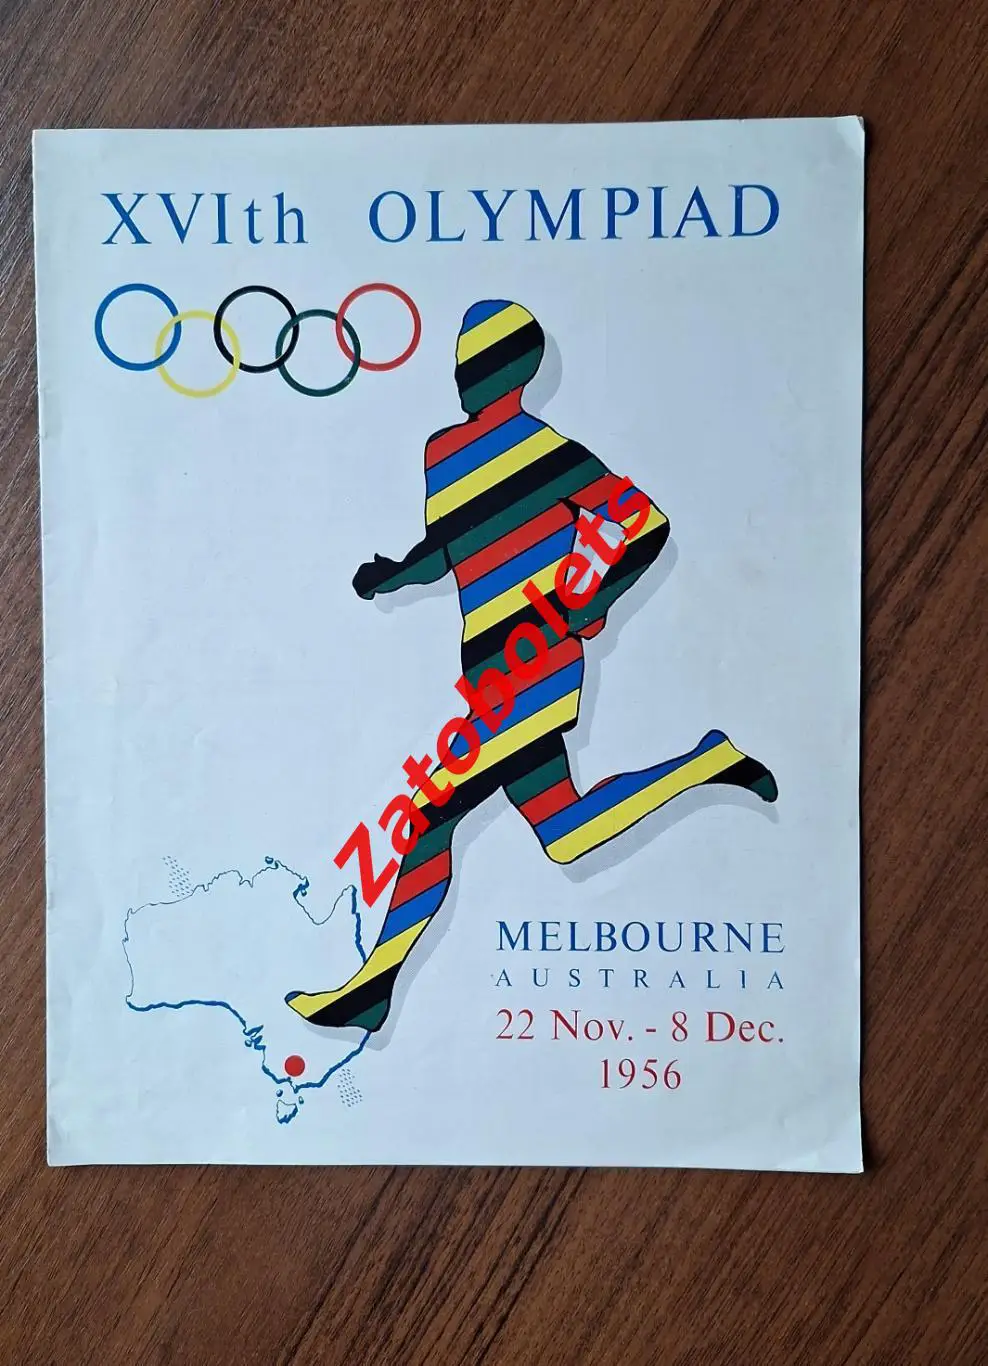 XVIth OLYMPIAD
Zatobolets
MELBOURNE
AUSTRALIA
22 Nov. - 8 Dec.
1956